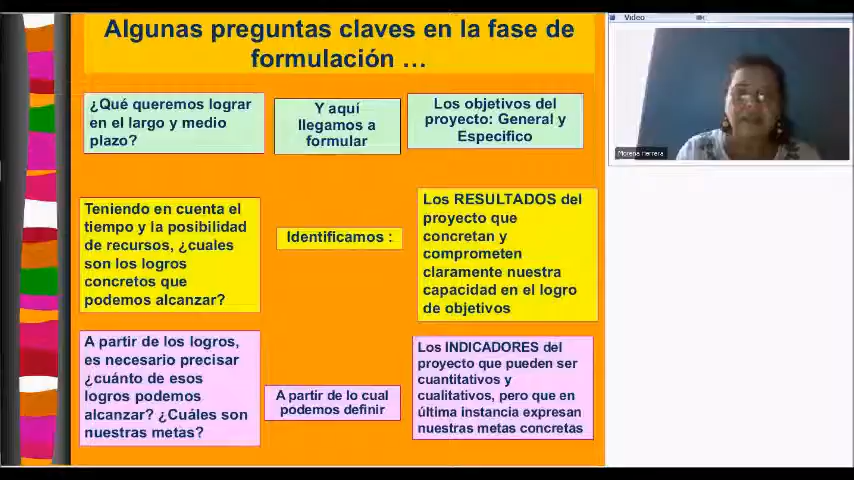 Algunas preguntas claves en la fase de
formulación ...
¿Qué queremos lograr
en el largo y medio
plazo?
Y aquí
llegamos a
formular
Los objetivos del
proyecto: General y
Especifico
Teniendo en cuenta el
tiempo y la posibilidad
de recursos, ¿cuales
son los logros
concretos que
podemos alcanzar?
Identificamos :
Los RESULTADOS del
proyecto que
concretan y
comprometen
claramente nuestra
capacidad en el logro
de objetivos
A partir de los logros,
es necesario precisar
¿cuánto de esos
logros podemos
alcanzar? ¿Cuáles son
nuestras metas?
A partir de lo cual
podemos definir
Los INDICADORES del
proyecto que pueden ser
cuantitativos y
cualitativos, pero que en
última instancia expresan
nuestras metas concretas
Video
Morena Herrera